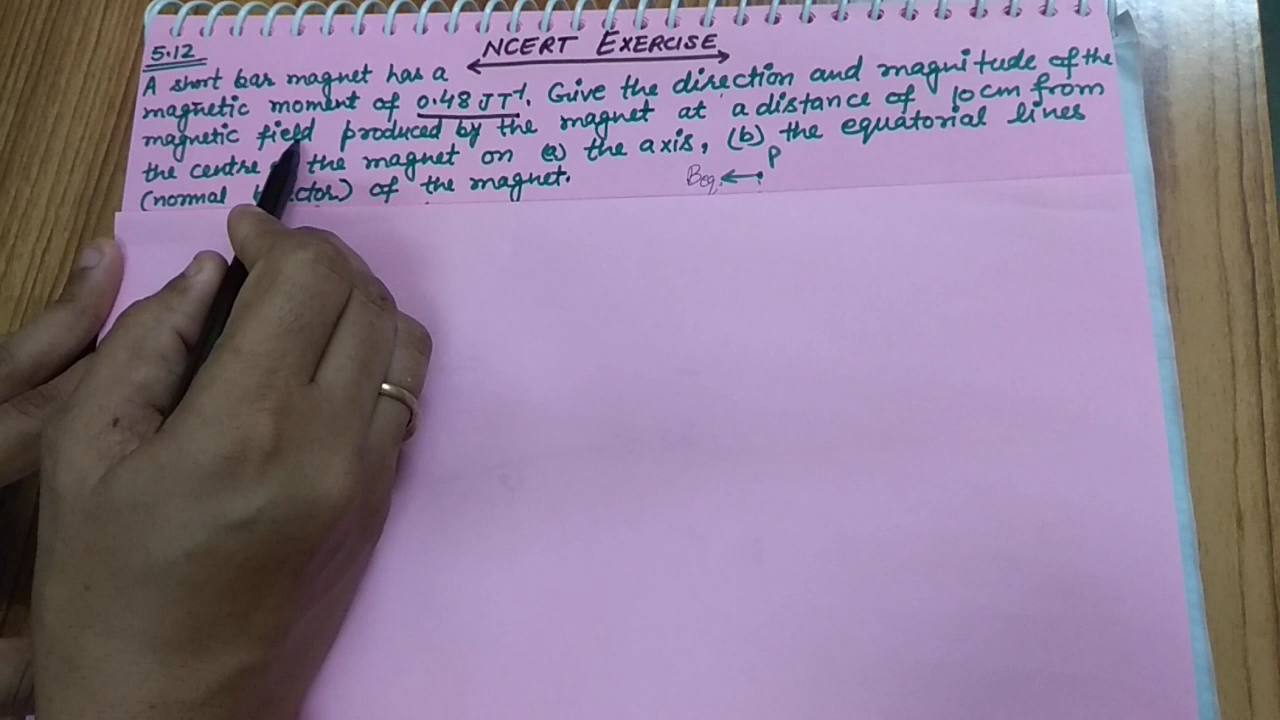 NCERT EXERCISE
5.12
A short bar magnet has a
magnetic moment of 0.48 JT⁻¹. Give the direction and magnitude of the
magnetic field produced by the magnet at a distance of 10 cm from
the centre the magnet on (a) the axis, (b) the equatorial lines
(normal of the magnet.
P
Beq.